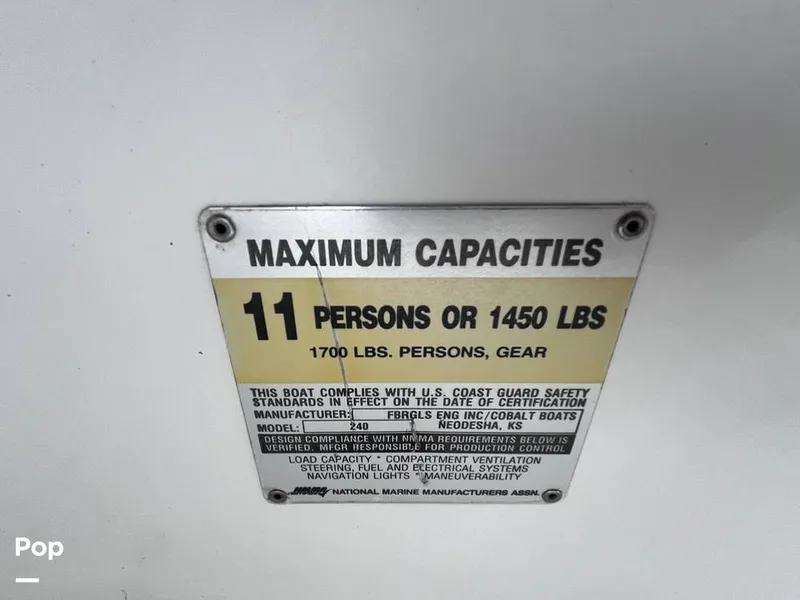 MAXIMUM CAPACITIES
11 PERSONS OR 1450 LBS
1700 LBS. PERSONS, GEAR
THIS BOAT COMPLIES WITH U.S. COAST GUARD SAFETY
STANDARDS IN EFFECT ON THE DATE OF CERTIFICATION
MANUFACTURER: FBRGLS ENG INC/COBALT BOATS
MODEL: 240 NEODESHA, KS
DESIGN COMPLIANCE WITH NMMA REQUIREMENTS BELOW IS
VERIFIED. MFGR RESPONSIBLE FOR PRODUCTION CONTROL
LOAD CAPACITY * COMPARTMENT VENTILATION
STEERING, FUEL AND ELECTRICAL SYSTEMS
NAVIGATION LIGHTS * MANEUVERABILITY
NMMA NATIONAL MARINE MANUFACTURERS ASSN.
Pop